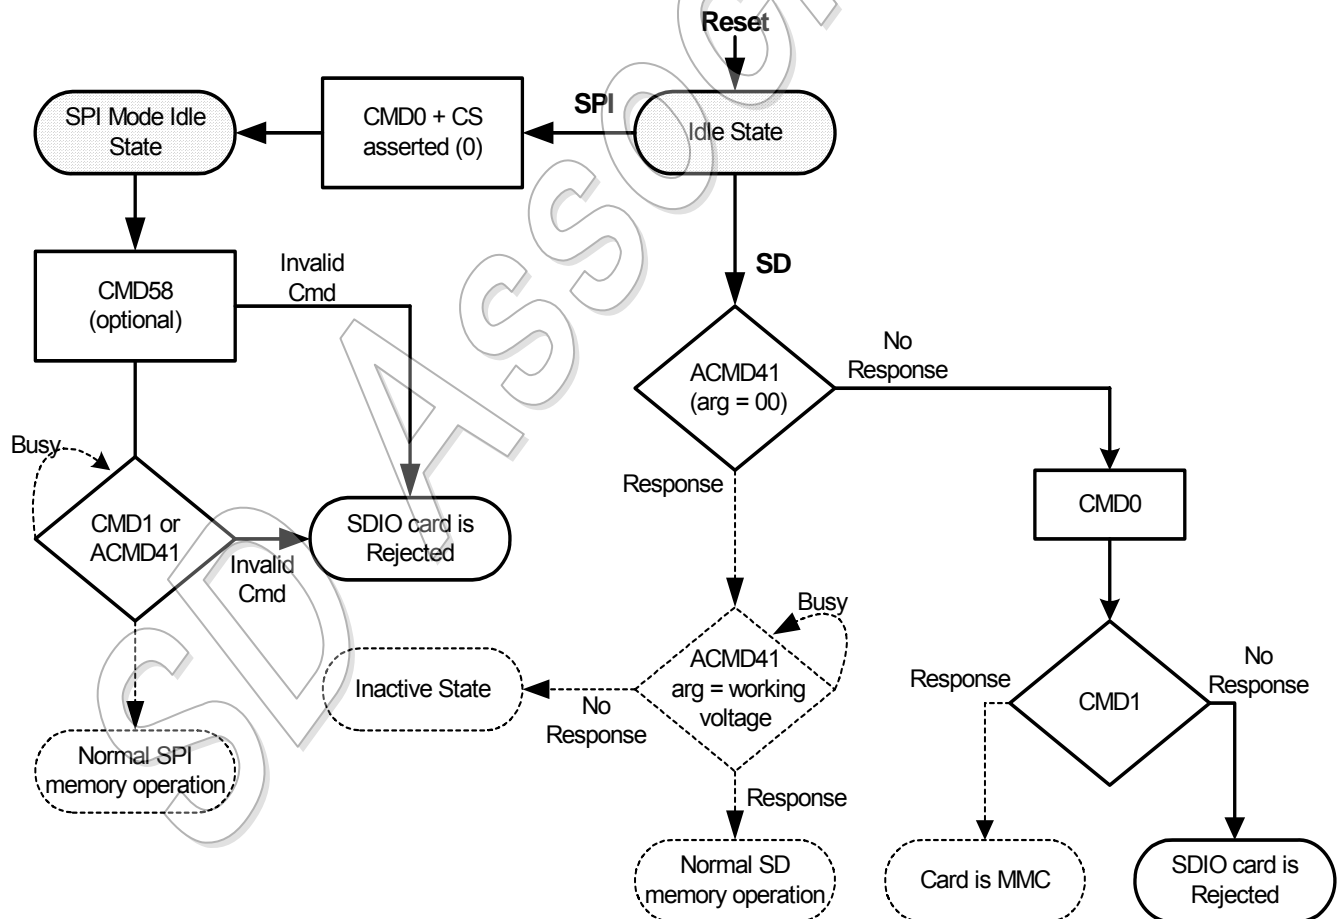 Reset
SPI Mode Idle
State
CMD0 + CS
asserted (0)
SPI
Idle State
CMD58
(optional)
Invalid
Cmd
SD
ACMD41
(arg = 00)
No
Response
Response
CMD0
Busy
CMD1 or
ACMD41
Invalid
Cmd
SDIO card is
Rejected
Busy
ACMD41
arg = working
voltage
Inactive State
No
Response
Response
CMD1
No
Response
Normal SPI
memory operation
Response
Normal SD
memory operation
Card is MMC
SDIO card is
Rejected
SD Assoc